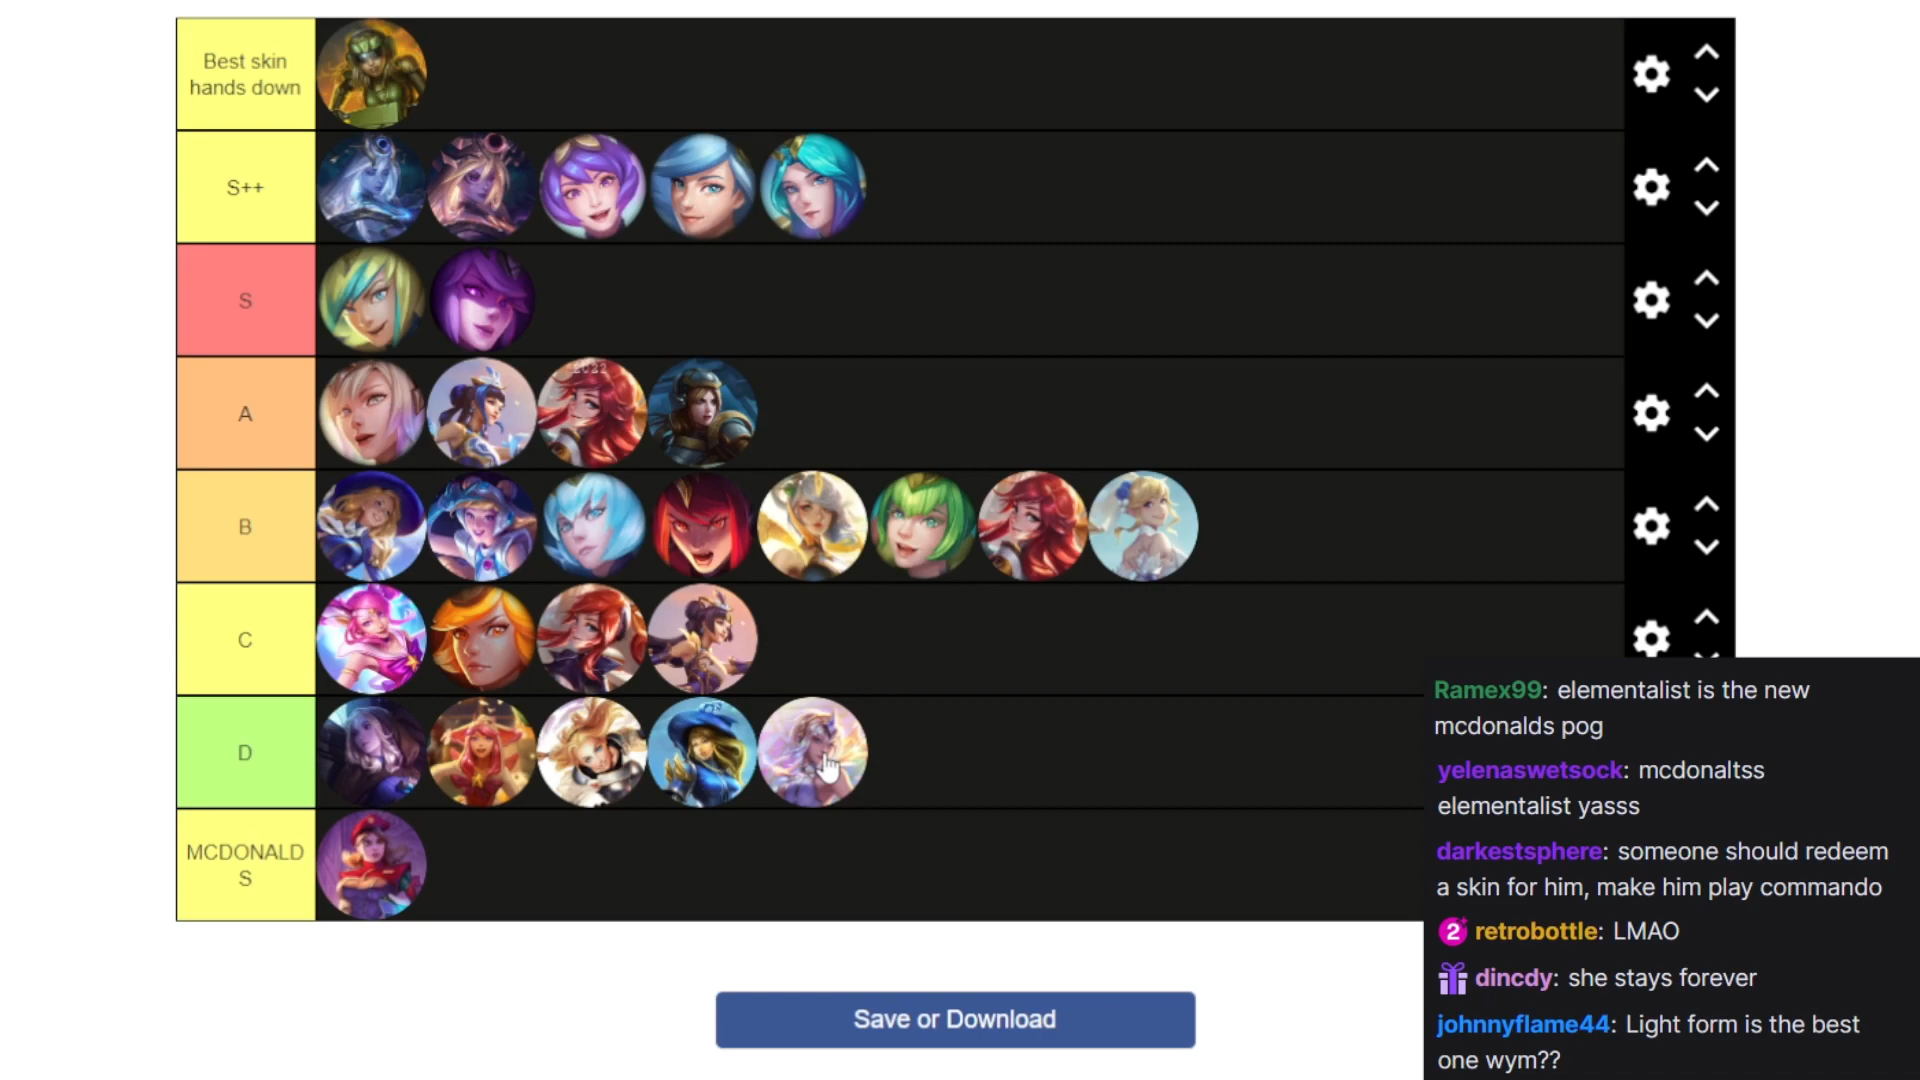 Best skin
hands down
S++
S
A
2022
B
C
D
MCDONALD
S
Save or Download
Ramex99: elementalist is the new
mcdonalds pog
yelenaswetsock: mcdonaltss
elementalist yasss
darkestsphere: someone should redeem
a skin for him, make him play commando
2 retrobottle: LMAO
dincdy: she stays forever
johnnyflame44: Light form is the best
one wym??